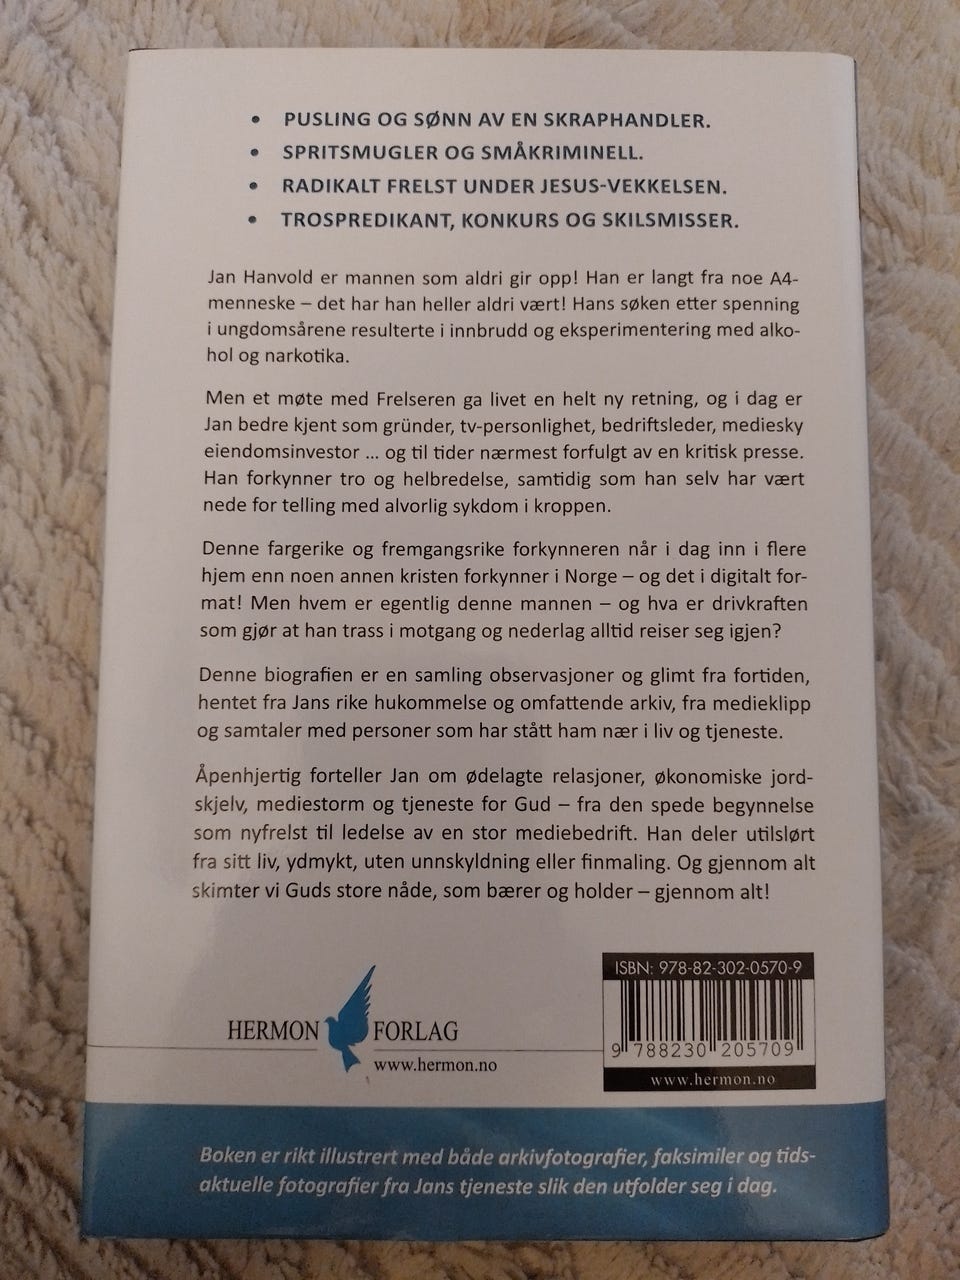 • PUSLING OG SØNN AV EN SKRAPHANDLER.
• SPRITSMUGLER OG SMÅKRIMINELL.
• RADIKALT FRELST UNDER JESUS-VEKKELSEN.
• TROSPREDIKANT, KONKURS OG SKILSMISSER.
Jan Hanvold er mannen som aldri gir opp! Han er langt fra noe A4-
menneske – det har han heller aldri vært! Hans søken etter spenning
i ungdomsårene resulterte i innbrudd og eksperimentering med alko-
hol og narkotika.
Men et møte med Frelseren ga livet en helt ny retning, og i dag er
Jan bedre kjent som gründer, tv-personlighet, bedriftsleder, mediesky
eiendomsinvestor ... og til tider nærmest forfulgt av en kritisk presse.
Han forkynner tro og helbredelse, samtidig som han selv har vært
nede for telling med alvorlig sykdom i kroppen.
Denne fargerike og fremgangsrike forkynneren når i dag inn i flere
hjem enn noen annen kristen forkynner i Norge – og det i digitalt for-
mat! Men hvem er egentlig denne mannen – og hva er drivkraften
som gjør at han trass i motgang og nederlag alltid reiser seg igjen?
Denne biografien er en samling observasjoner og glimt fra fortiden,
hentet fra Jans rike hukommelse og omfattende arkiv, fra medieklipp
og samtaler med personer som har stått ham nær i liv og tjeneste.
Åpenhjertig forteller Jan om ødelagte relasjoner, økonomiske jord-
skjelv, mediestorm og tjeneste for Gud – fra den spede begynnelse
som nyfrelst til ledelse av en stor mediebedrift. Han deler utilslørt
fra sitt liv, ydmykt, uten unnskyldning eller finmaling. Og gjennom alt
skimter vi Guds store nåde, som bærer og holder – gjennom alt!
HERMON FORLAG
www.hermon.no
ISBN: 978-82-302-0570-9
9 788230 205709
www.hermon.no
Boken er rikt illustrert med både arkivfotografier, faksimiler og tids-
aktuelle fotografier fra Jans tjeneste slik den utfolder seg i dag.